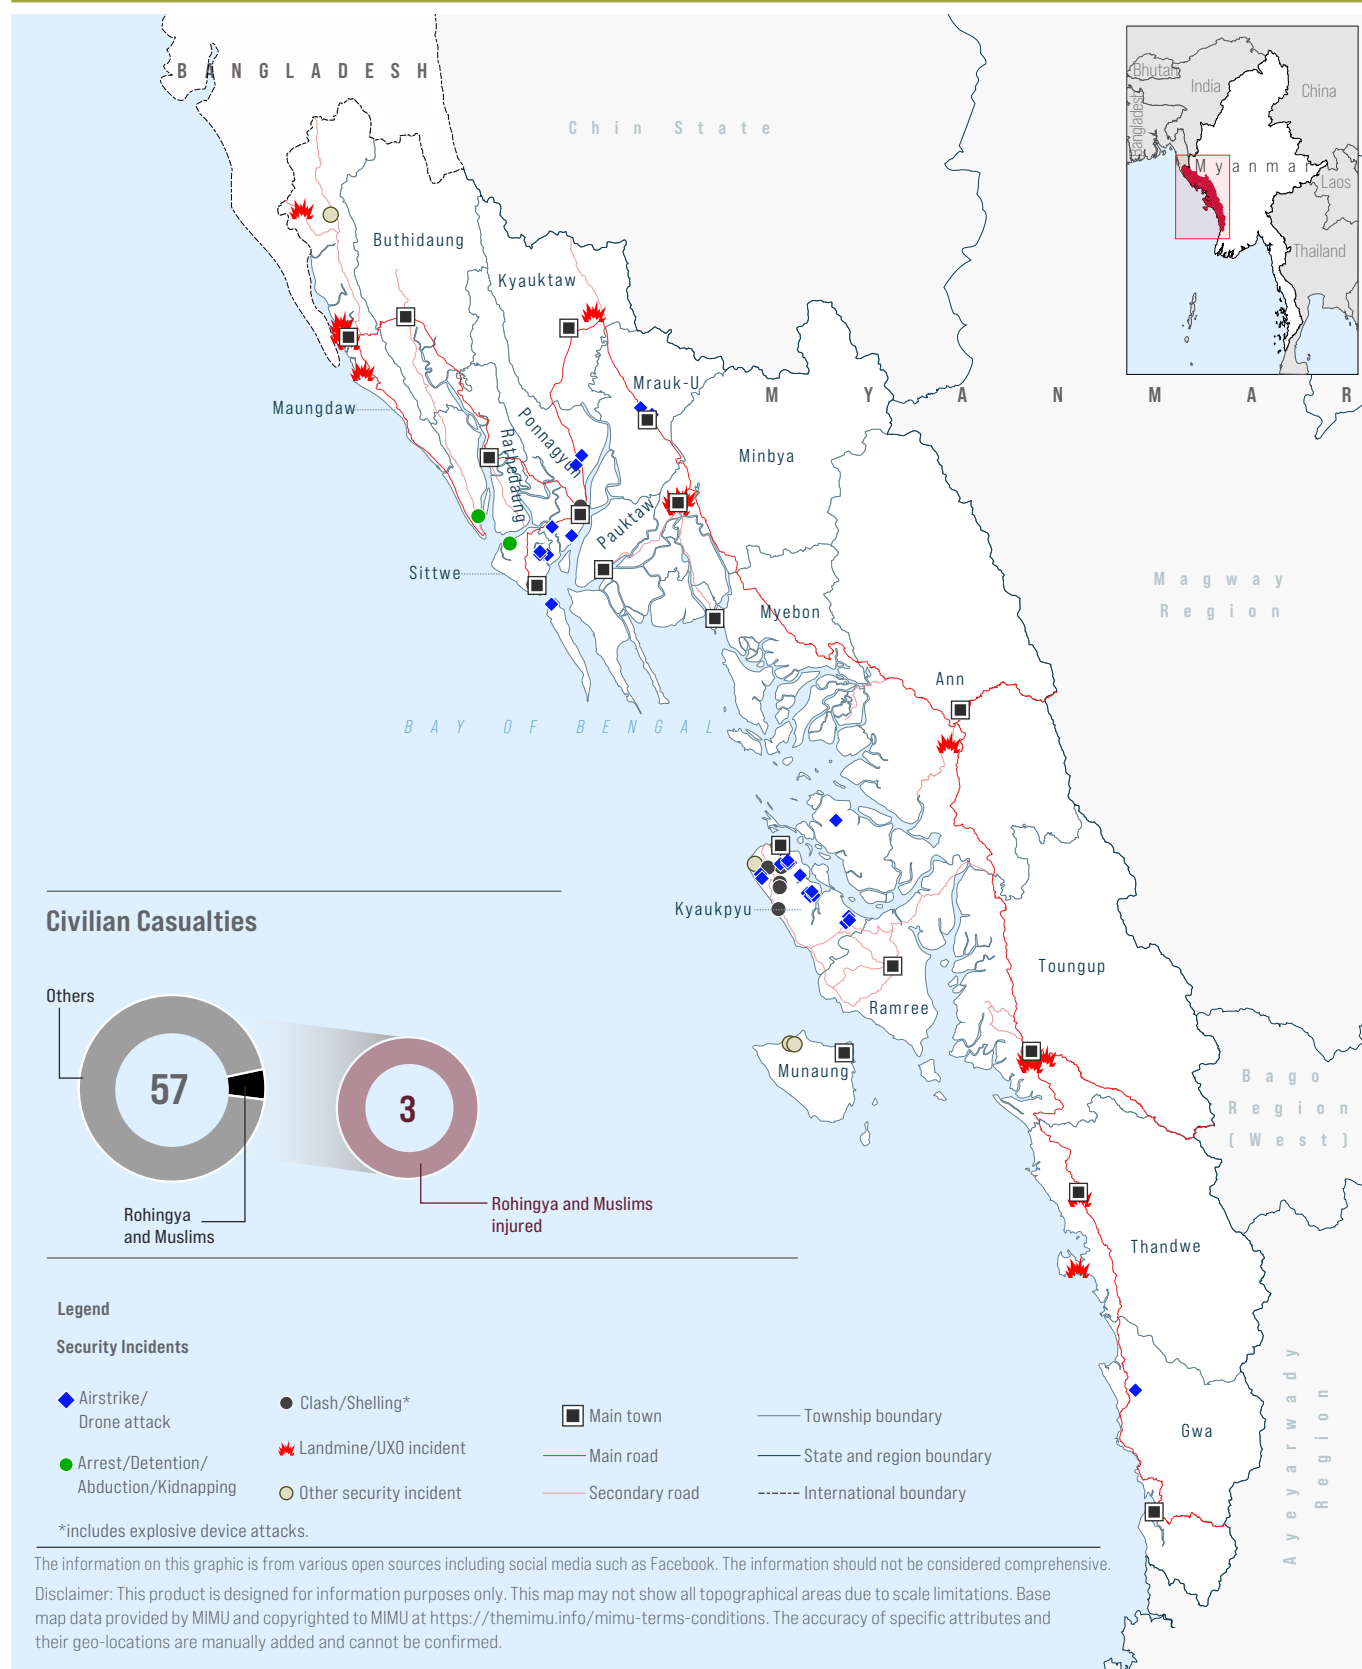 BANGLADESH
Chin State
Bhutan
India
China
Bangladesh
Myanmar
Laos
Thailand
Buthidaung
Kyauktaw
Mrauk-U
MYANMAR
Maungdaw
Ponnagyun
Rathedaung
Minbya
Pauktaw
Sittwe
Magway
Region
Myebon
Ann
BAY OF BENGAL
Kyaukpyu
Civilian Casualties
Toungup
Others
Ramree
57
3
Munaung
Bago
Region
(West)
Rohingya and Muslims
injured
Rohingya
and Muslims
Thandwe
Legend
Security Incidents
Airstrike/
Drone attack
Arrest/Detention/
Abduction/Kidnapping
Clash/Shelling*
Landmine/UXO incident
Other security incident
Main town
Main road
Secondary road
Township boundary
State and region boundary
International boundary
Gwa
Ayeyarwady
Region
*includes explosive device attacks.
The information on this graphic is from various open sources including social media such as Facebook. The information should not be considered comprehensive.
Disclaimer: This product is designed for information purposes only. This map may not show all topographical areas due to scale limitations. Base
map data provided by MIMU and copyrighted to MIMU at https://themimu.info/mimu-terms-conditions. The accuracy of specific attributes and
their geo-locations are manually added and cannot be confirmed.